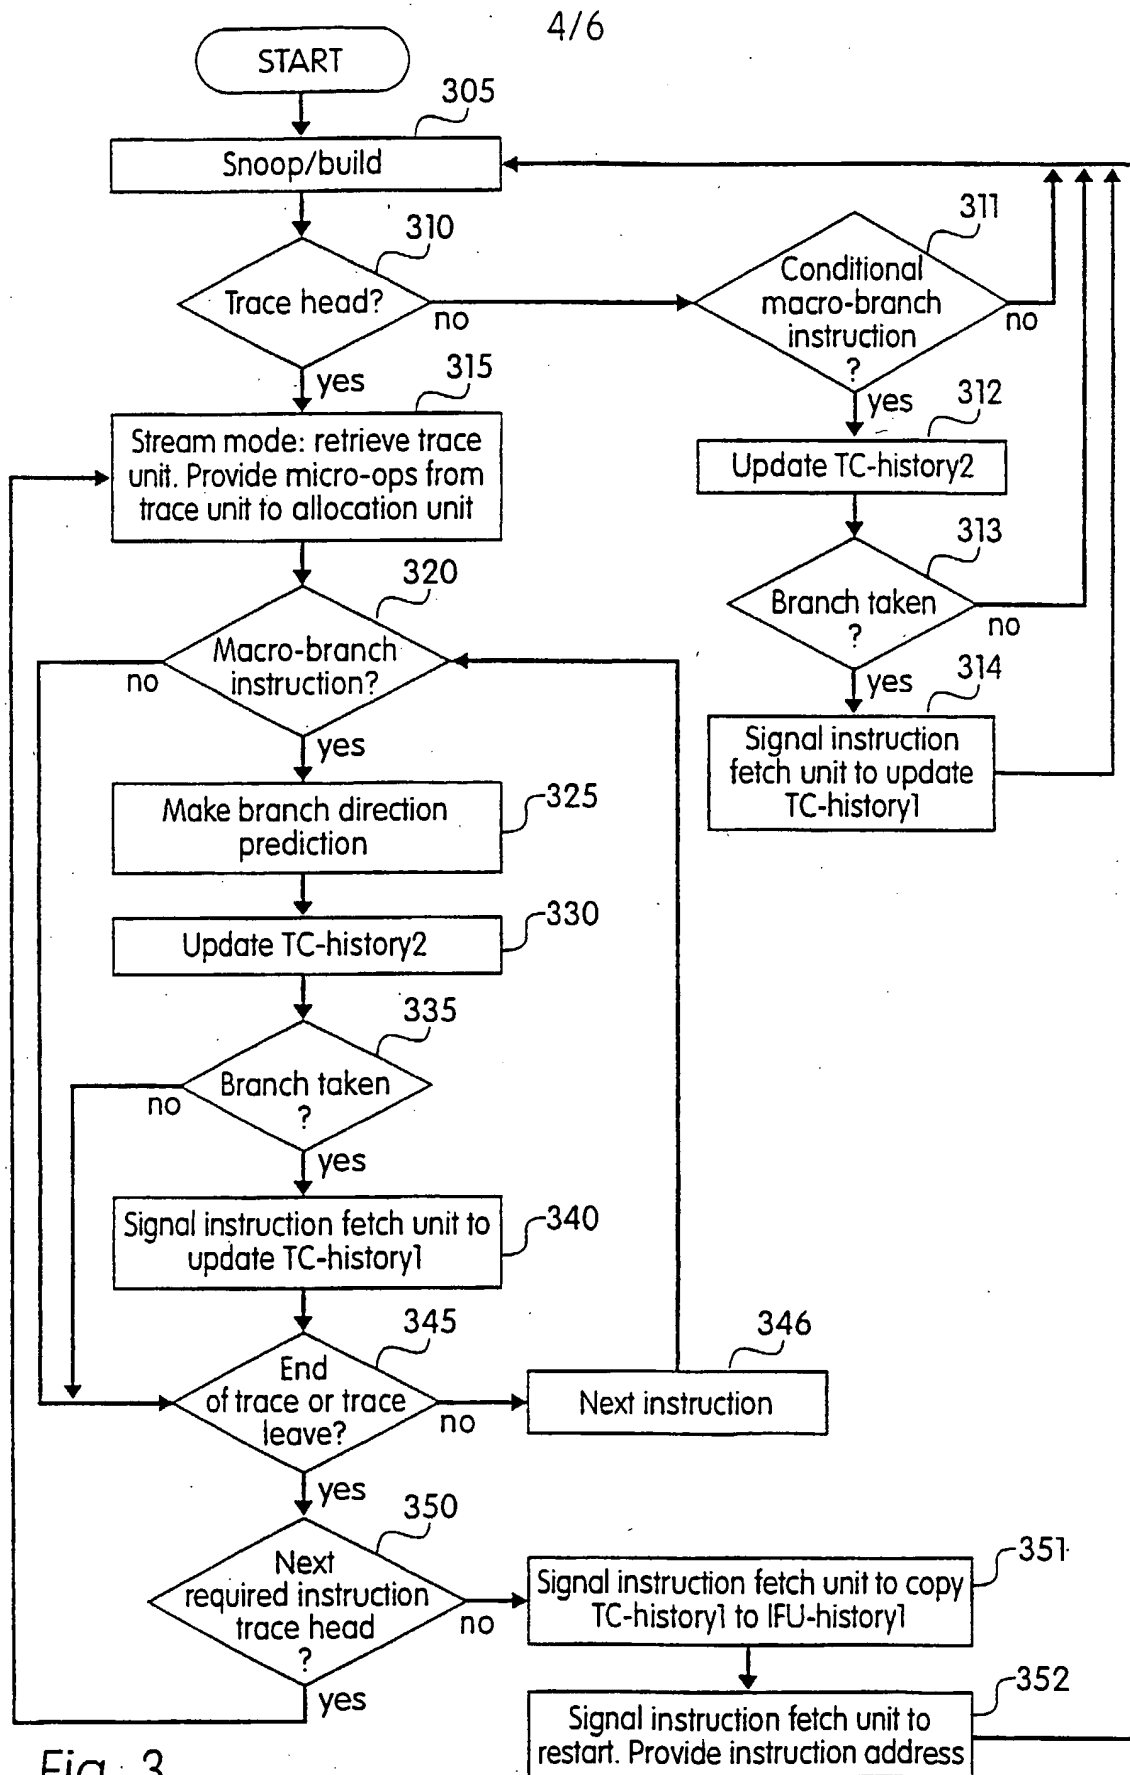 4/6
START
305
Snoop/build
310
Trace head?
no
yes
311
Conditional
macro-branch
instruction
?
no
yes
312
Update TC-history2
313
Branch taken
?
no
yes
314
Signal instruction
fetch unit to update
TC-history1
315
Stream mode: retrieve trace
unit. Provide micro-ops from
trace unit to allocation unit
320
Macro-branch
instruction?
no
yes
325
Make branch direction
prediction
330
Update TC-history2
335
Branch taken
?
no
yes
340
Signal instruction fetch unit to
update TC-history1
345
End
of trace or trace
leave?
no
yes
346
Next instruction
350
Next
required instruction
trace head
?
no
yes
351
Signal instruction fetch unit to copy
TC-history1 to IFU-history1
352
Signal instruction fetch unit to
restart. Provide instruction address
Fig. 3